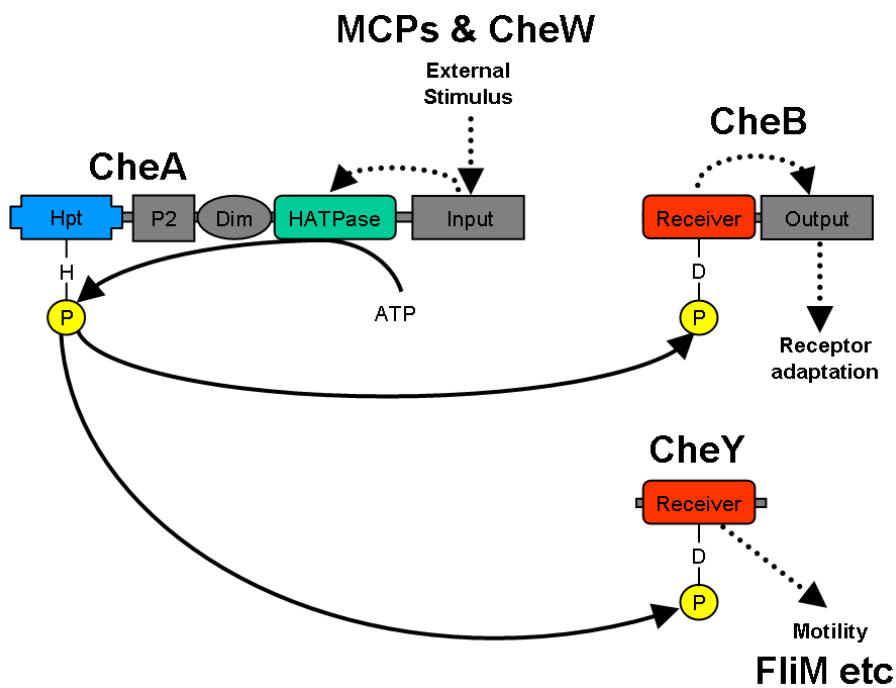 MCPs & CheW
External
Stimulus
CheA
Hpt
P2
Dim
HATPase
Input
H
P
ATP
CheB
Receiver
Output
D
P
Receptor
adaptation
CheY
Receiver
D
P
Motility
FliM etc